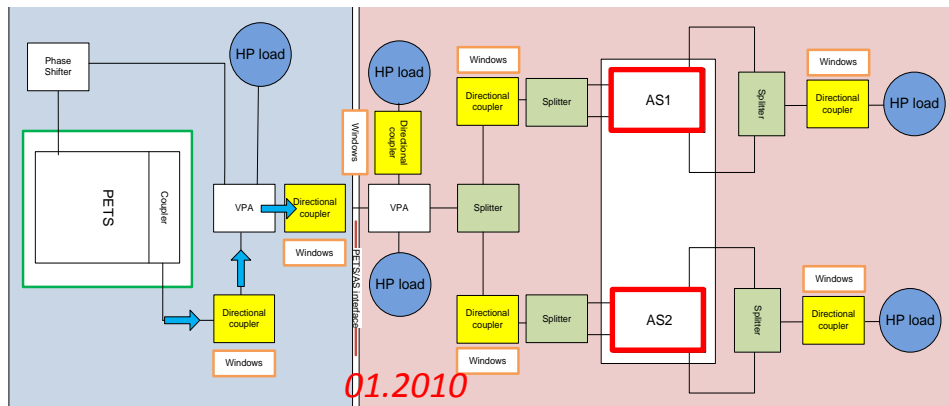 Phase
Shifter
HP load
PETS
Coupler
VPA
Directional
coupler
Windows
Directional
coupler
Windows
Windows
PETS/AS interface
HP load
Directional
coupler
VPA
HP load
Splitter
Windows
Directional
coupler
Splitter
AS1
Splitter
Windows
Directional
coupler
HP load
Directional
coupler
Windows
Splitter
AS2
Splitter
Windows
Directional
coupler
HP load
01.2010